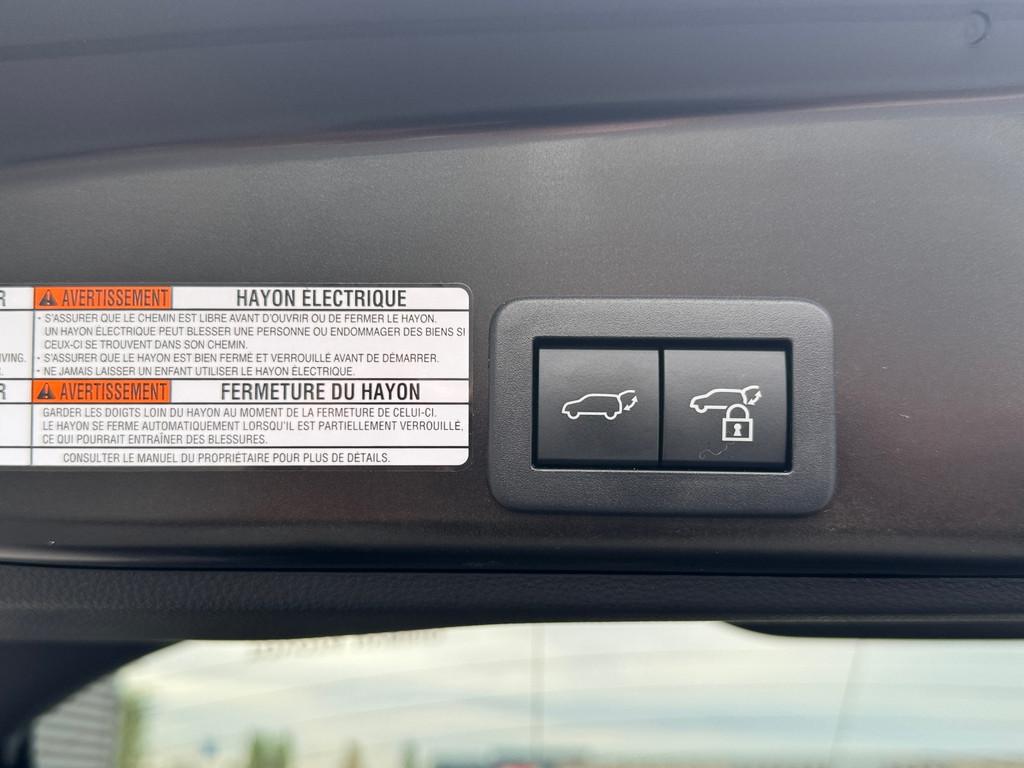 AVERTISSEMENT HAYON ÉLECTRIQUE
• S'ASSURER QUE LE CHEMIN EST LIBRE AVANT D'OUVRIR OU DE FERMER LE HAYON.
UN HAYON ÉLECTRIQUE PEUT BLESSER UNE PERSONNE OU ENDOMMAGER DES BIENS SI
CEUX-CI SE TROUVENT DANS SON CHEMIN.
• S'ASSURER QUE LE HAYON EST BIEN FERMÉ ET VERROUILLÉ AVANT DE DÉMARRER.
• NE JAMAIS LAISSER UN ENFANT UTILISER LE HAYON ÉLECTRIQUE.
AVERTISSEMENT FERMETURE DU HAYON
GARDER LES DOIGTS LOIN DU HAYON AU MOMENT DE LA FERMETURE DE CELUI-CI.
LE HAYON SE FERME AUTOMATIQUEMENT LORSQU'IL EST PARTIELLEMENT VERROUILLÉ,
CE QUI POURRAIT ENTRAÎNER DES BLESSURES.
CONSULTER LE MANUEL DU PROPRIÉTAIRE POUR PLUS DE DÉTAILS.